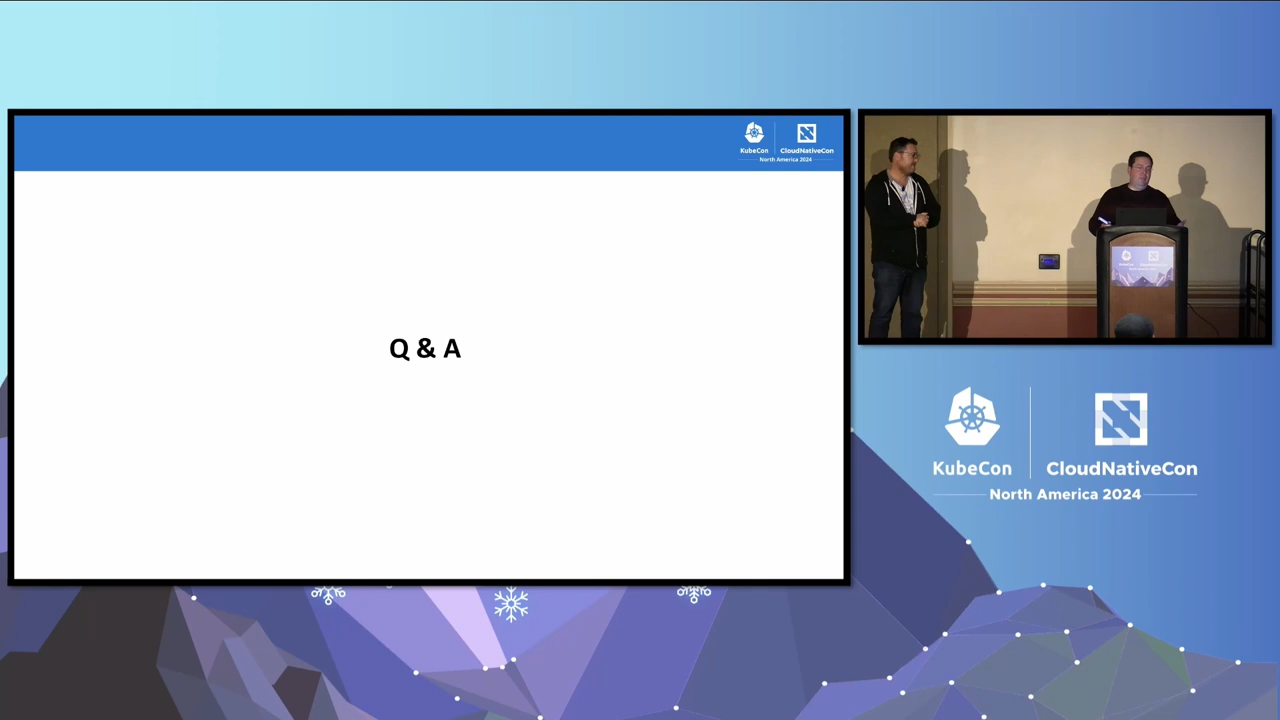 KubeCon
CloudNativeCon
North America 2024
Q & A
KubeCon
CloudNativeCon
North America 2024